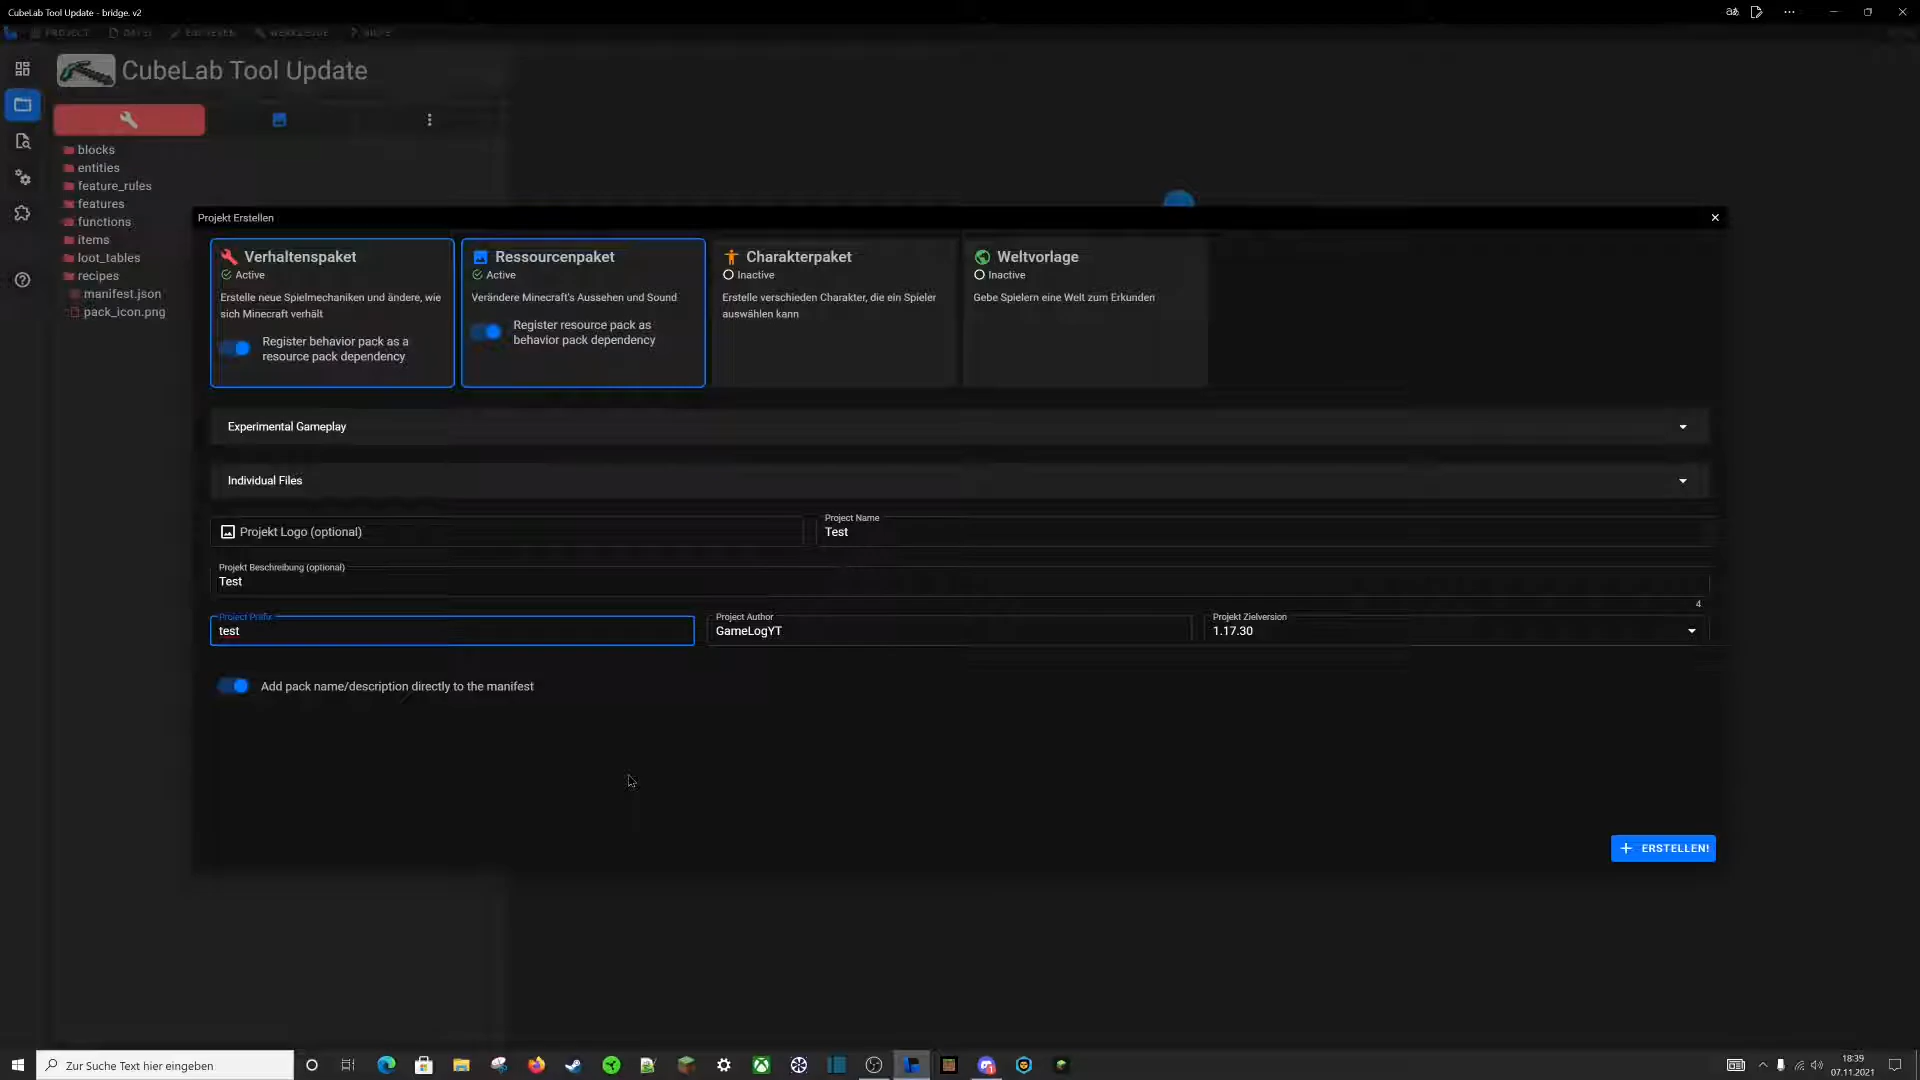 CubeLab Tool Update - bridge. v2
PROJECT
DATEI
WERKZEUGE
HILFE
CubeLab Tool Update
blocks
entities
feature_rules
features
functions
items
loot_tables
recipes
manifest.json
pack_icon.png
Projekt Erstellen
Verhaltenspaket
Active
Erstelle neue Spielmechaniken und ändere, wie
sich Minecraft verhält
Register behavior pack as a
resource pack dependency
Ressourcenpaket
Active
Verändere Minecraft's Aussehen und Sound
Register resource pack as
behavior pack dependency
Charakterpaket
Inactive
Erstelle verschieden Charakter, die ein Spieler
auswählen kann
Weltvorlage
Inactive
Gebe Spielern eine Welt zum Erkunden
Experimental Gameplay
Individual Files
Projekt Logo (optional)
Project Name
Test
Projekt Beschreibung (optional)
Test
4
Project Prefix
test
Project Author
GameLogYT
Projekt Zielversion
1.17.30
Add pack name/description directly to the manifest
ERSTELLEN!
Zur Suche Text hier eingeben
18:39
07.11.2021